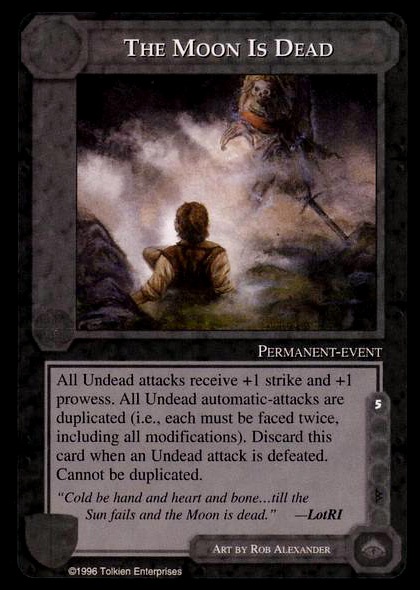 The Moon Is Dead
Permanent-event
All Undead attacks receive +1 strike and +1
prowess. All Undead automatic-attacks are
duplicated (i.e., each must be faced twice,
including all modifications). Discard this
card when an Undead attack is defeated.
Cannot be duplicated.
5
“Cold be hand and heart and bone…till the
Sun fails and the Moon is dead.” —LotRI
Art by Rob Alexander
©1996 Tolkien Enterprises